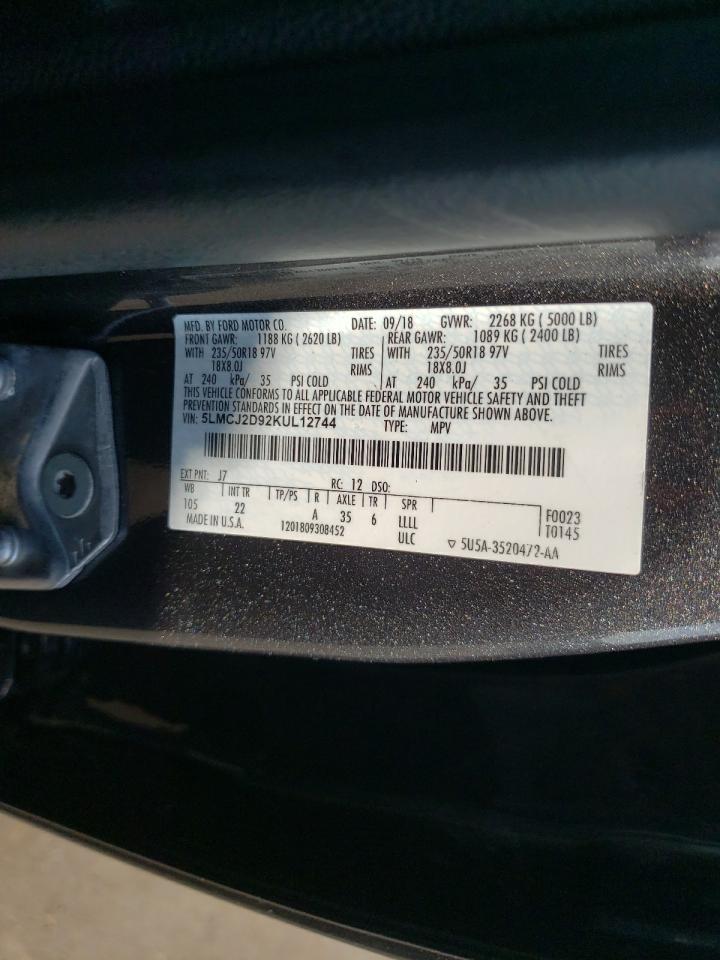 MFD. BY FORD MOTOR CO. DATE: 09/18 GVWR: 2268 KG ( 5000 LB)
FRONT GAWR: 1188 KG ( 2620 LB) REAR GAWR: 1089 KG ( 2400 LB)
WITH 235/50R18 97V TIRES WITH 235/50R18 97V TIRES
18X8.0J RIMS 18X8.0J RIMS
AT 240 kPa/ 35 PSI COLD AT 240 kPa/ 35 PSI COLD
THIS VEHICLE CONFORMS TO ALL APPLICABLE FEDERAL MOTOR VEHICLE SAFETY AND THEFT
PREVENTION STANDARDS IN EFFECT ON THE DATE OF MANUFACTURE SHOWN ABOVE.
VIN: 5LMCJ2D92KUL12744 TYPE: MPV
EXT PNT: J7 RC: 12 DSO:
WB INT TR TP/PS R AXLE TR SPR
105 22 A 35 6 LLLL F0023
MADE IN U.S.A. 1201809308452 ULC T0145
▽ 5U5A-3520472-AA